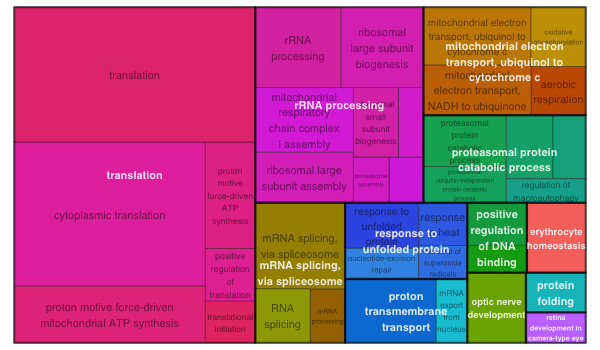 translation
translation
cytoplasmic translation
proton
motive
force-driven
ATP
synthesis
positive
regulation
of
translation
proton motive force-driven
mitochondrial ATP synthesis
translational
initiation
rRNA
processing
ribosomal
large subunit
biogenesis
mitochondrial
respiratory
chain complex
I assembly
rRNA processing
small
subunit
biogenesis
ribosomal large
subunit assembly
proteasome
assembly
mitochondrial electron
transport, ubiquinol to
cytochrome c
oxidative
phosphorylation
mitochondrial electron
transport, ubiquinol to
cytochrome c
electron transport,
NADH to ubiquinone
aerobic
respiration
proteasomal
protein
catabolic
process
proteasomal protein
catabolic process
ubiquitin-independent
protein catabolic
process
regulation of
macroautophagy
mRNA splicing,
via spliceosome
mRNA splicing,
via spliceosome
RNA
splicing
mRNA
processing
response to
unfolded
protein
response
heat
response to
unfolded protein
nucleotide-excision
repair
of
superoxide
radicals
proton
transmembrane
transport
mRNA
export
from
nucleus
positive
regulation
of DNA
binding
erythrocyte
homeostasis
optic nerve
development
protein
folding
retina
development in
camera-type eye